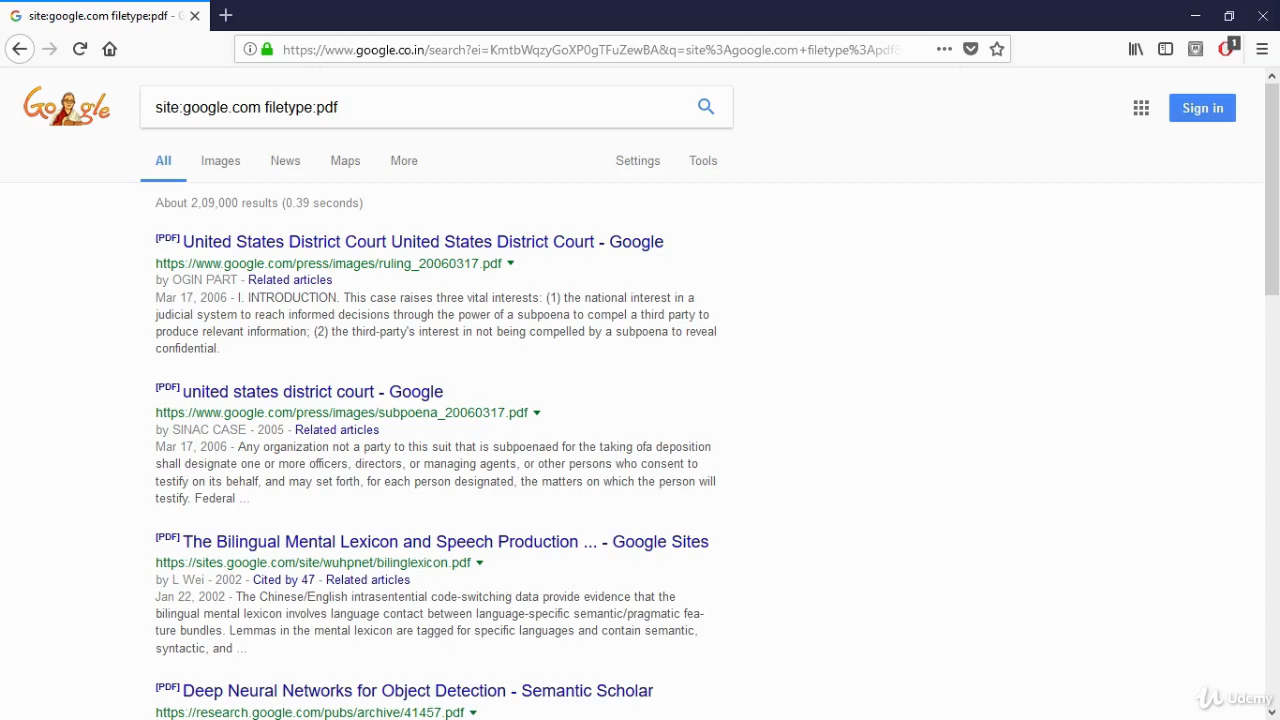 site:google.com filetype:pdf - G
https://www.google.co.in/search?ei=KmtbWqzyGoXP0gTFuZewBA&q=site%3Agoogle.com+filetype%3Apdf&
1
Google
site:google.com filetype:pdf
Sign in
All Images News Maps More Settings Tools
About 2,09,000 results (0.39 seconds)
[PDF] United States District Court United States District Court - Google
https://www.google.com/press/images/ruling_20060317.pdf
by OGIN PART - Related articles
Mar 17, 2006 - I. INTRODUCTION. This case raises three vital interests: (1) the national interest in a
judicial system to reach informed decisions through the power of a subpoena to compel a third party to
produce relevant information; (2) the third-party's interest in not being compelled by a subpoena to reveal
confidential.
[PDF] united states district court - Google
https://www.google.com/press/images/subpoena_20060317.pdf
by SINAC CASE - 2005 - Related articles
Mar 17, 2006 - Any organization not a party to this suit that is subpoenaed for the taking ofa deposition
shall designate one or more officers, directors, or managing agents, or other persons who consent to
testify on its behalf, and may set forth, for each person designated, the matters on which the person will
testify. Federal ...
[PDF] The Bilingual Mental Lexicon and Speech Production ... - Google Sites
https://sites.google.com/site/wuhpnet/bilinglexicon.pdf
by L Wei - 2002 - Cited by 47 - Related articles
Jan 22, 2002 - The Chinese/English intrasentential code-switching data provide evidence that the
bilingual mental lexicon involves language contact between language-specific semantic/pragmatic fea-
ture bundles. Lemmas in the mental lexicon are tagged for specific languages and contain semantic,
syntactic, and ...
[PDF] Deep Neural Networks for Object Detection - Semantic Scholar
https://research.google.com/pubs/archive/41457.pdf
Udemy